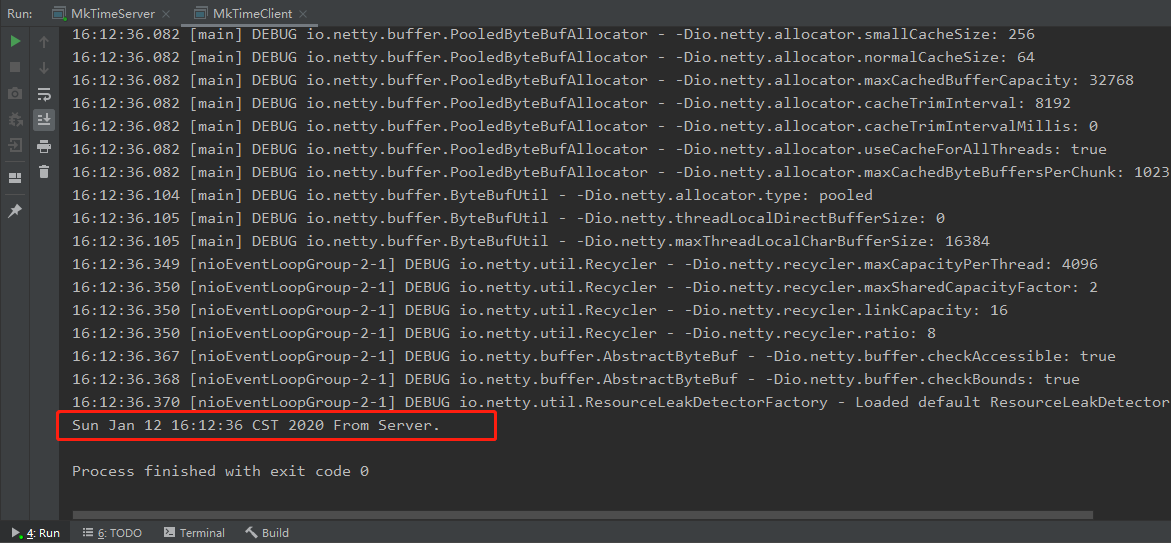 Run: MkTimeServer MkTimeClient
16:12:36.082 [main] DEBUG io.netty.buffer.PooledByteBufAllocator - -Dio.netty.allocator.smallCacheSize: 256
16:12:36.082 [main] DEBUG io.netty.buffer.PooledByteBufAllocator - -Dio.netty.allocator.normalCacheSize: 64
16:12:36.082 [main] DEBUG io.netty.buffer.PooledByteBufAllocator - -Dio.netty.allocator.maxCachedBufferCapacity: 32768
16:12:36.082 [main] DEBUG io.netty.buffer.PooledByteBufAllocator - -Dio.netty.allocator.cacheTrimInterval: 8192
16:12:36.082 [main] DEBUG io.netty.buffer.PooledByteBufAllocator - -Dio.netty.allocator.cacheTrimIntervalMillis: 0
16:12:36.082 [main] DEBUG io.netty.buffer.PooledByteBufAllocator - -Dio.netty.allocator.useCacheForAllThreads: true
16:12:36.082 [main] DEBUG io.netty.buffer.PooledByteBufAllocator - -Dio.netty.allocator.maxCachedByteBuffersPerChunk: 1023
16:12:36.104 [main] DEBUG io.netty.buffer.ByteBufUtil - -Dio.netty.allocator.type: pooled
16:12:36.105 [main] DEBUG io.netty.buffer.ByteBufUtil - -Dio.netty.threadLocalDirectBufferSize: 0
16:12:36.105 [main] DEBUG io.netty.buffer.ByteBufUtil - -Dio.netty.maxThreadLocalCharBufferSize: 16384
16:12:36.349 [nioEventLoopGroup-2-1] DEBUG io.netty.util.Recycler - -Dio.netty.recycler.maxCapacityPerThread: 4096
16:12:36.350 [nioEventLoopGroup-2-1] DEBUG io.netty.util.Recycler - -Dio.netty.recycler.maxSharedCapacityFactor: 2
16:12:36.350 [nioEventLoopGroup-2-1] DEBUG io.netty.util.Recycler - -Dio.netty.recycler.linkCapacity: 16
16:12:36.350 [nioEventLoopGroup-2-1] DEBUG io.netty.util.Recycler - -Dio.netty.recycler.ratio: 8
16:12:36.367 [nioEventLoopGroup-2-1] DEBUG io.netty.buffer.AbstractByteBuf - -Dio.netty.buffer.checkAccessible: true
16:12:36.368 [nioEventLoopGroup-2-1] DEBUG io.netty.buffer.AbstractByteBuf - -Dio.netty.buffer.checkBounds: true
16:12:36.370 [nioEventLoopGroup-2-1] DEBUG io.netty.util.ResourceLeakDetectorFactory - Loaded default ResourceLeakDetector
Sun Jan 12 16:12:36 CST 2020 From Server.
Process finished with exit code 0
4: Run 6: TODO Terminal Build